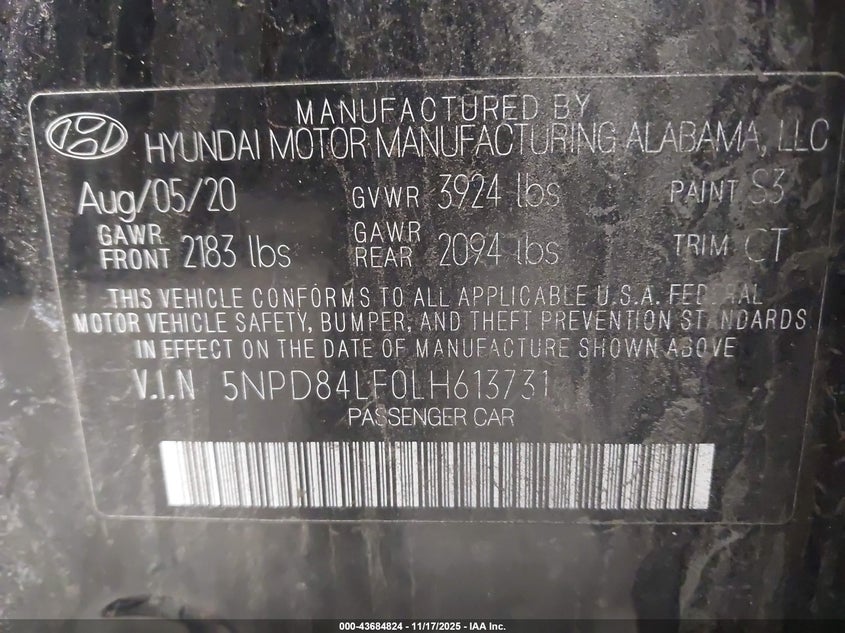 MANUFACTURED BY
HYUNDAI MOTOR MANUFACTURING ALABAMA, LLC
Aug/05/20 GVWR 3924 lbs PAINT S3
GAWR FRONT 2183 lbs GAWR REAR 2094 lbs TRIM CT
THIS VEHICLE CONFORMS TO ALL APPLICABLE U.S.A. FEDERAL
MOTOR VEHICLE SAFETY, BUMPER, AND THEFT PREVENTION STANDARDS
IN EFFECT ON THE DATE OF MANUFACTURE SHOWN ABOVE
V.I.N 5NPD84LF0LH613731
PASSENGER CAR
000-43684824 - 11/17/2025 - IAA Inc.